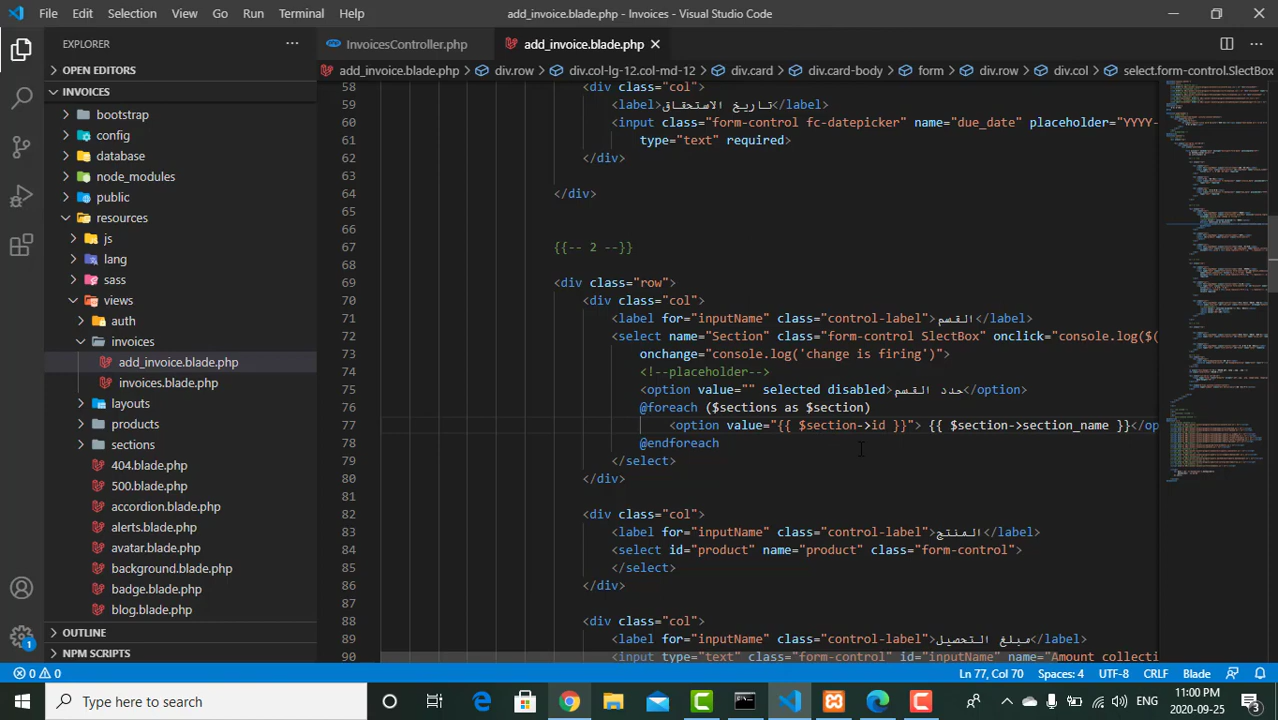 File Edit Selection View Go Run Terminal Help
add_invoice.blade.php - Invoices - Visual Studio Code
EXPLORER
InvoicesController.php
add_invoice.blade.php
OPEN EDITORS
add_invoice.blade.php > div.row > div.col-lg-12.col-md-12 > div.card > div.card-body > form > div.row > div.col > select.form-control.SlectBox
INVOICES
bootstrap
config
database
node_modules
public
resources
js
lang
sass
views
auth
invoices
add_invoice.blade.php
invoices.blade.php
layouts
products
sections
404.blade.php
500.blade.php
accordion.blade.php
alerts.blade.php
avatar.blade.php
background.blade.php
badge.blade.php
blog.blade.php
OUTLINE
NPM SCRIPTS
58 <div class="col">
59 <label>تاريخ الاستحقاق</label>
60 <input class="form-control fc-datepicker" name="due_date" placeholder="YYYY-
61 type="text" required>
62 </div>
63
64 </div>
65
66
67 {{-- 2 --}}
68
69 <div class="row">
70 <div class="col">
71 <label for="inputName" class="control-label">القسم</label>
72 <select name="Section" class="form-control SlectBox" onclick="console.log($(
73 onchange="console.log('change is firing')">
74 <!--placeholder-->
75 <option value="" selected disabled>حدد القسم</option>
76 @foreach ($sections as $section)
77 <option value="{{ $section->id }}"> {{ $section->section_name }}</op
78 @endforeach
79 </select>
80 </div>
81
82 <div class="col">
83 <label for="inputName" class="control-label">المنتج</label>
84 <select id="product" name="product" class="form-control">
85 </select>
86 </div>
87
88 <div class="col">
89 <label for="inputName" class="control-label">مبلغ التحصيل</label>
90 <input type="text" class="form-control" id="inputName" name="Amount_collecti
0 0 Ln 77, Col 70 Spaces: 4 UTF-8 CRLF Blade
1
Type here to search
ENG
11:00 PM
2020-09-25
3